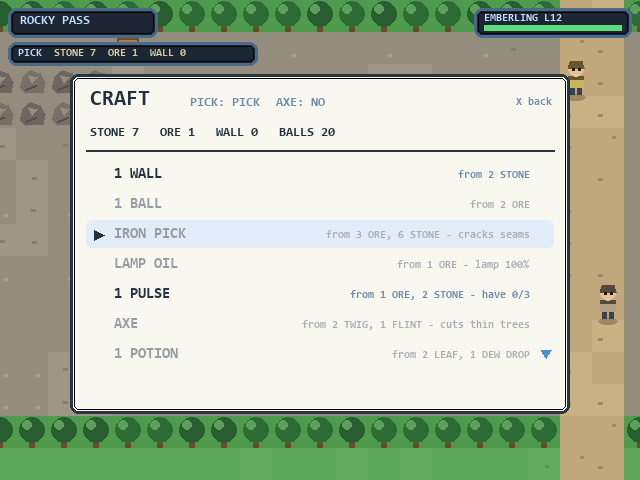 ROCKY PASS
EMBERLING L12
PICK STONE 7 ORE 1 WALL 0
CRAFT PICK: PICK AXE: NO X back
STONE 7 ORE 1 WALL 0 BALLS 20
1 WALL from 2 STONE
1 BALL from 2 ORE
IRON PICK from 3 ORE, 6 STONE - cracks seams
LAMP OIL from 1 ORE - lamp 100%
1 PULSE from 1 ORE, 2 STONE - have 0/3
AXE from 2 TWIG, 1 FLINT - cuts thin trees
1 POTION from 2 LEAF, 1 DEW DROP